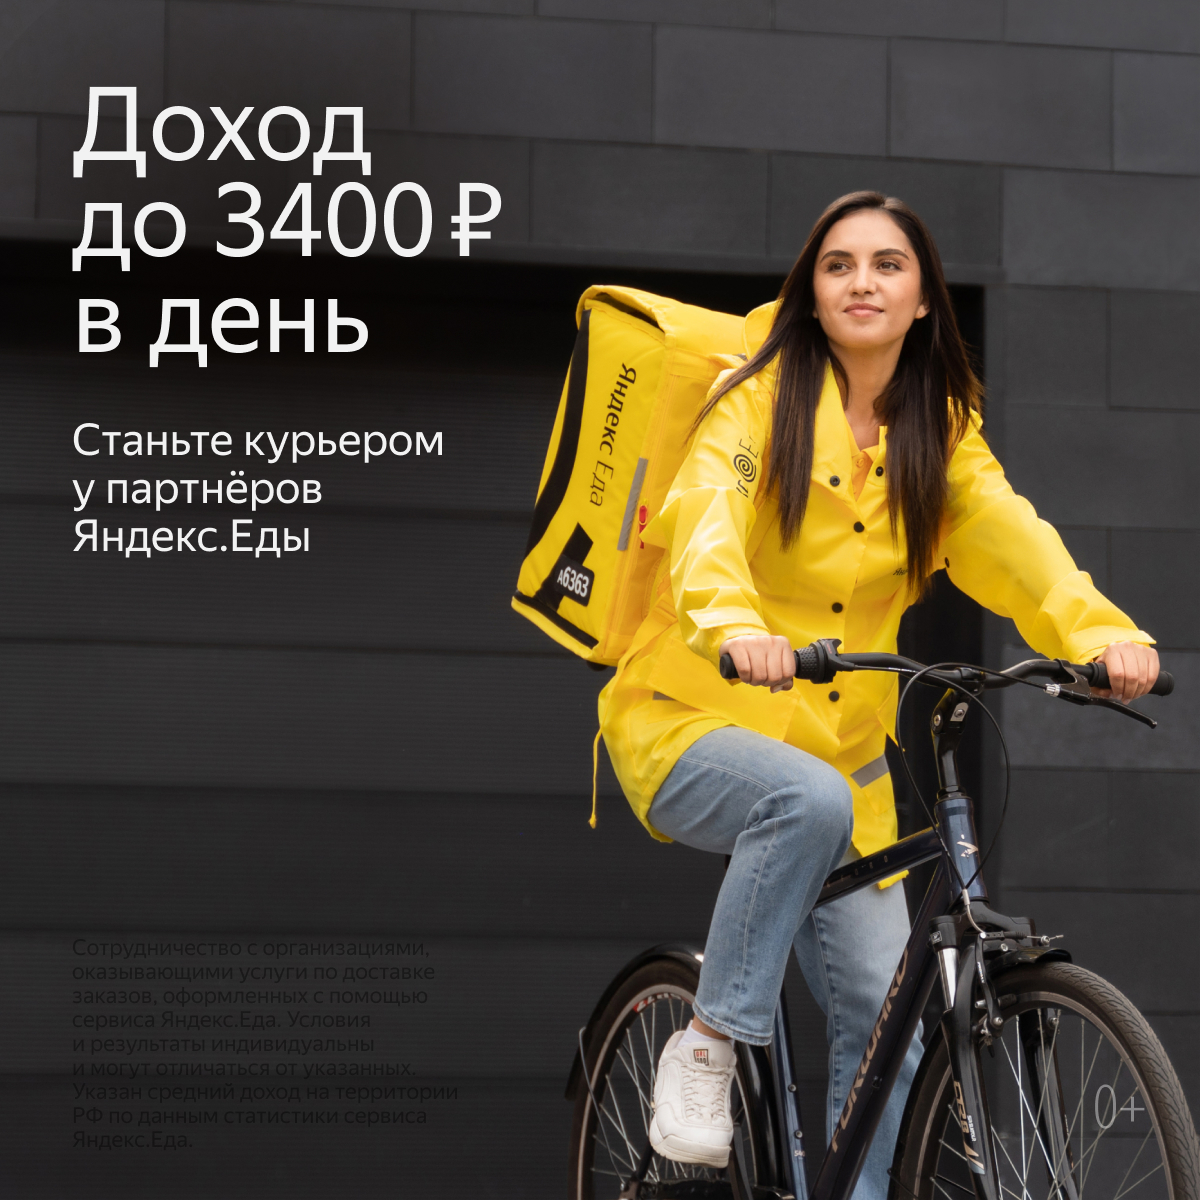 Доход
до 3400 ₽
в день
Станьте курьером
у партнёров
Яндекс.Еды
Яндекс Еда
А6363
Сотрудничество с организациями,
оказывающими услуги по доставке
заказов, оформленных с помощью
сервиса Яндекс.Еда. Условия
и результаты индивидуальны
и могут отличаться от указанных.
Указан средний доход на территории
РФ по данным статистики сервиса
Яндекс.Еда.
FORWARD
0+